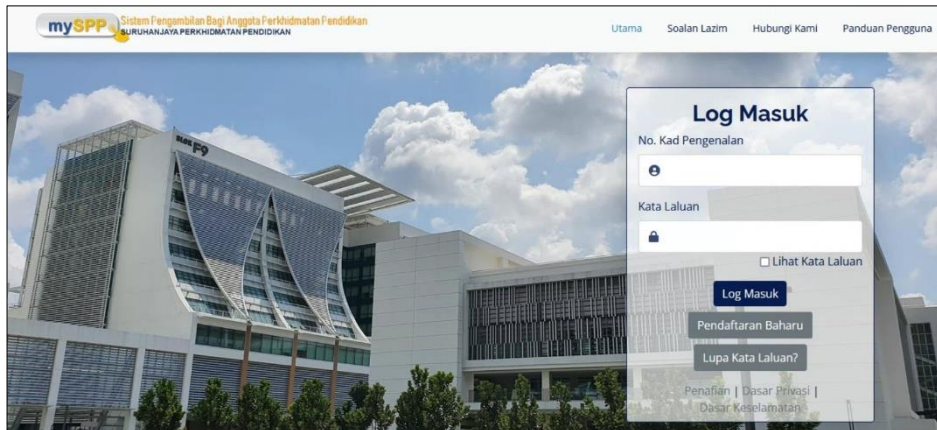 mySPP
Sistem Pengambilan Bagi Anggota Perkhidmatan Pendidikan
SURUHANJAYA PERKHIDMATAN PENDIDIKAN
Utama Soalan Lazim Hubungi Kami Panduan Pengguna
BLOK F9
Log Masuk
No. Kad Pengenalan
Kata Laluan
Lihat Kata Laluan
Log Masuk
Pendaftaran Baharu
Lupa Kata Laluan?
Penafian | Dasar Privasi |
Dasar Keselamatan